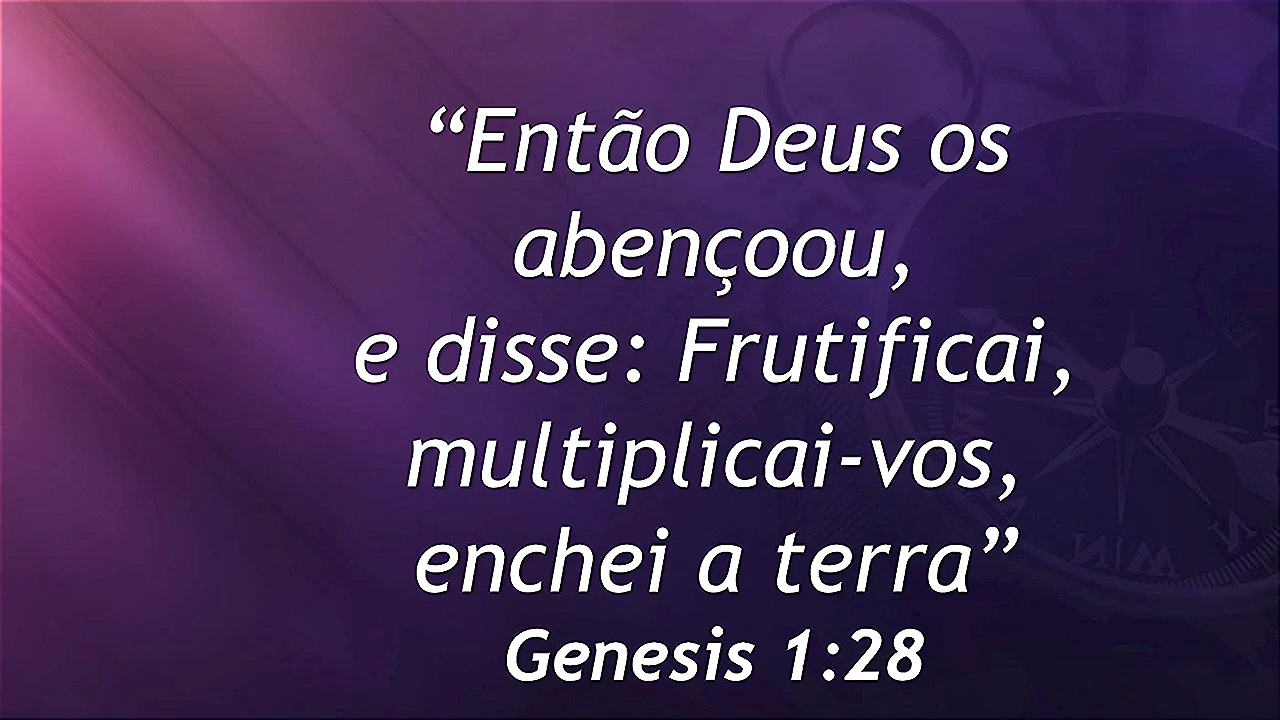 “Então Deus os
abençoou,
e disse: Frutificai,
multiplicai-vos,
enchei a terra”
Genesis 1:28